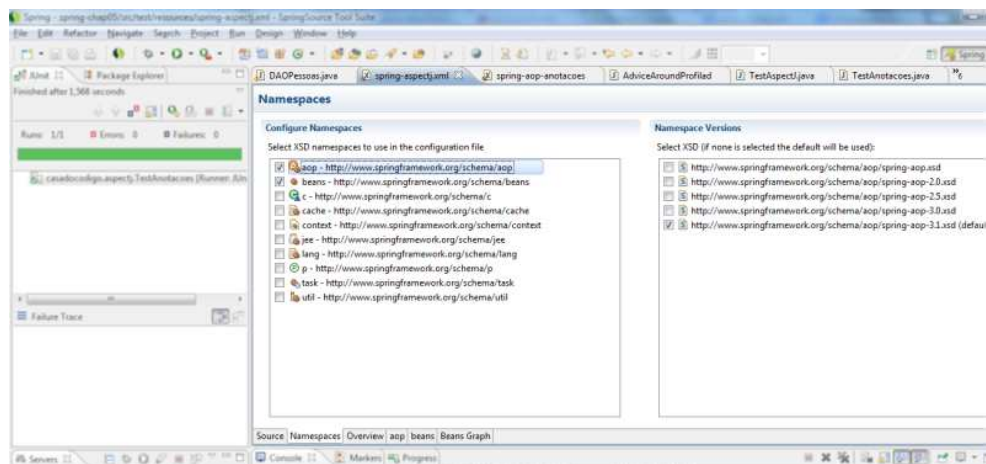 Spring - spring-chap05/src/test/resources/spring-aspectj.xml - SpringSource Tool Suite
File Edit Refactor Navigate Search Project Run Design Window Help
Spring
JUnit Package Explorer
DAOPessoas.java spring-aspectj.xml spring-aop-anotacoes AdviceAroundProfilad TestAspectJ.java TestAnotacoes.java »6
Finished after 1,568 seconds
Namespaces
Runs: 1/1 Errors: 0 Failures: 0
Configure Namespaces
Namespace Versions
Select XSD namespaces to use in the configuration file
Select XSD (if none is selected the default will be used):
aop - http://www.springframework.org/schema/aop
http://www.springframework.org/schema/aop/spring-aop.xsd
casadocodigo.aspectj.TestAnotacoes [Runner: JUn
beans - http://www.springframework.org/schema/beans
http://www.springframework.org/schema/aop/spring-aop-2.0.xsd
c - http://www.springframework.org/schema/c
http://www.springframework.org/schema/aop/spring-aop-2.5.xsd
cache - http://www.springframework.org/schema/cache
http://www.springframework.org/schema/aop/spring-aop-3.0.xsd
context - http://www.springframework.org/schema/context
http://www.springframework.org/schema/aop/spring-aop-3.1.xsd (defaul
jee - http://www.springframework.org/schema/jee
lang - http://www.springframework.org/schema/lang
p - http://www.springframework.org/schema/p
task - http://www.springframework.org/schema/task
util - http://www.springframework.org/schema/util
Failure Trace
Source Namespaces Overview aop beans Beans Graph
Servers Console Markers Progress